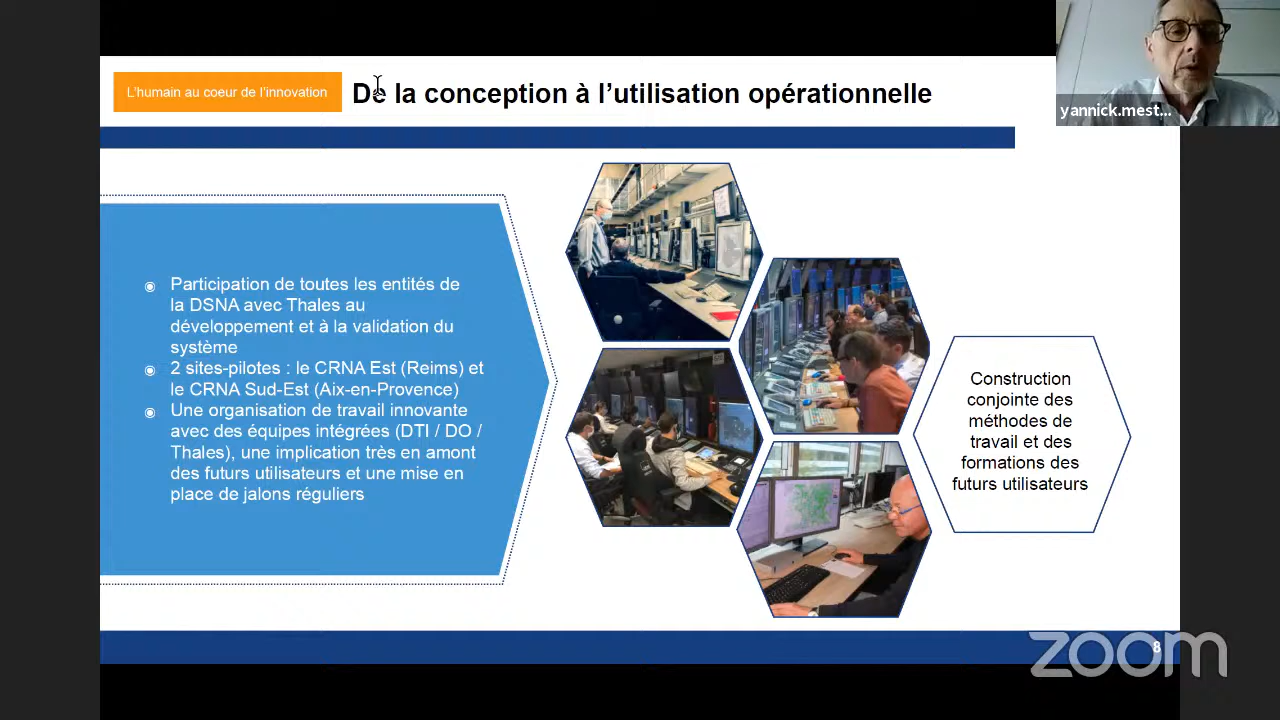 L'humain au coeur de l'innovation
De la conception à l'utilisation opérationnelle
yannick.mest...
Participation de toutes les entités de
la DSNA avec Thales au
développement et à la validation du
système
2 sites-pilotes : le CRNA Est (Reims) et
le CRNA Sud-Est (Aix-en-Provence)
Une organisation de travail innovante
avec des équipes intégrées (DTI / DO /
Thales), une implication très en amont
des futurs utilisateurs et une mise en
place de jalons réguliers
Construction
conjointe des
méthodes de
travail et des
formations des
futurs utilisateurs
8
zoom